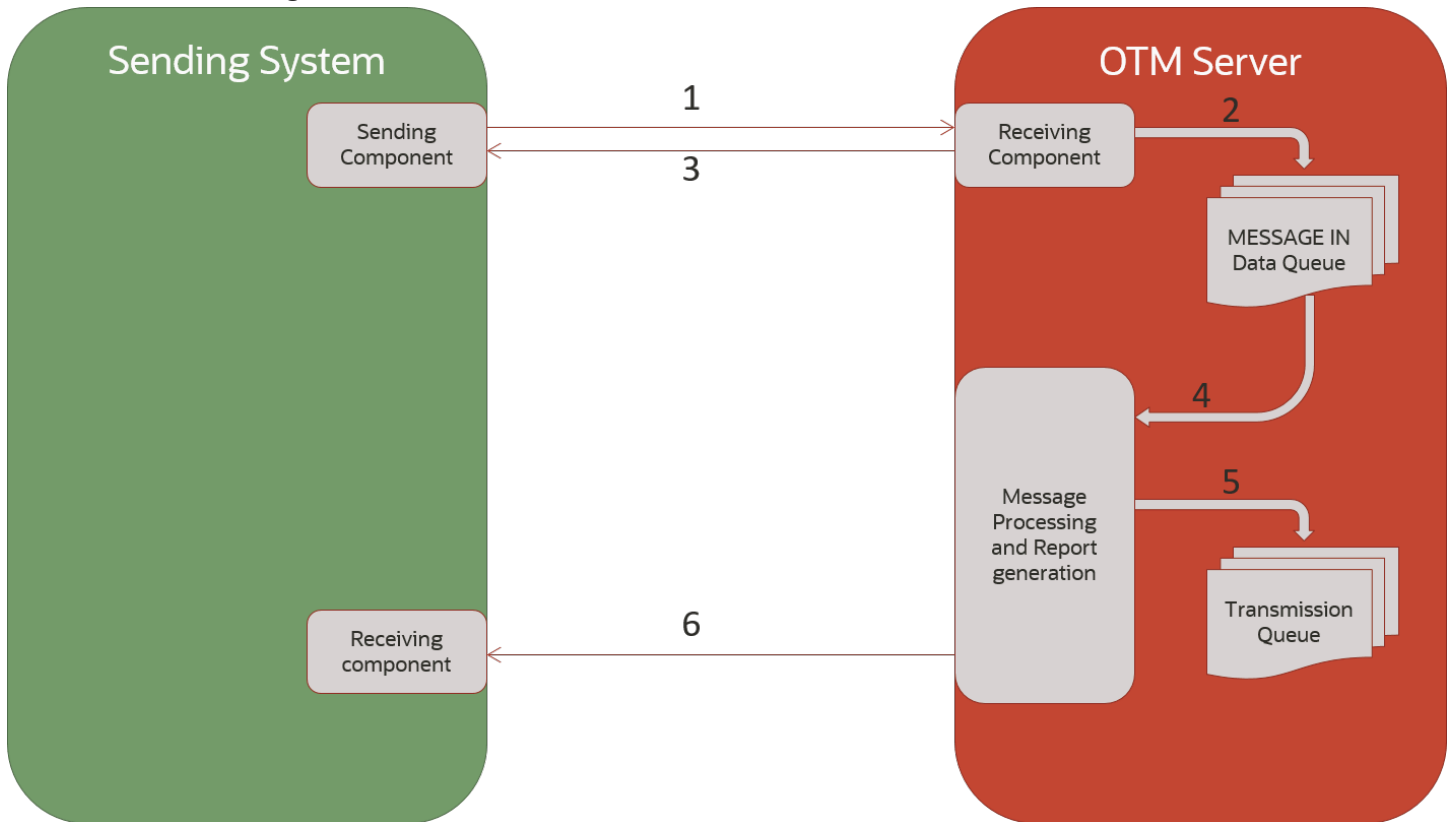 Sending System
OTM Server
1
2
Sending
Component
Receiving
Component
3
MESSAGE IN
Data Queue
4
5
Message
Processing
and Report
generation
Transmission
Queue
6
Receiving
component